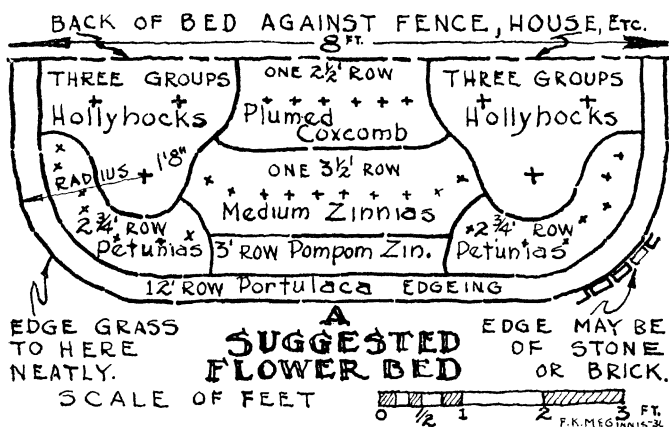 BACK OF BED AGAINST FENCE, HOUSE, ETC.
8 FT.
THREE GROUPS
Hollyhocks
ONE 2½' ROW
Plumed
Coxcomb
THREE GROUPS
Hollyhocks
RADIUS 1'8"
ONE 3½' ROW
Medium Zinnias
2¾' ROW
Petunias
3' ROW Pompom Zin.
2¾' ROW
Petunias
12' ROW Portulaca EDGEING
EDGE GRASS
TO HERE
NEATLY.
A
SUGGESTED
FLOWER BED
EDGE MAY BE
OF STONE
OR BRICK.
SCALE OF FEET
0 ½ 1 2 3 FT.